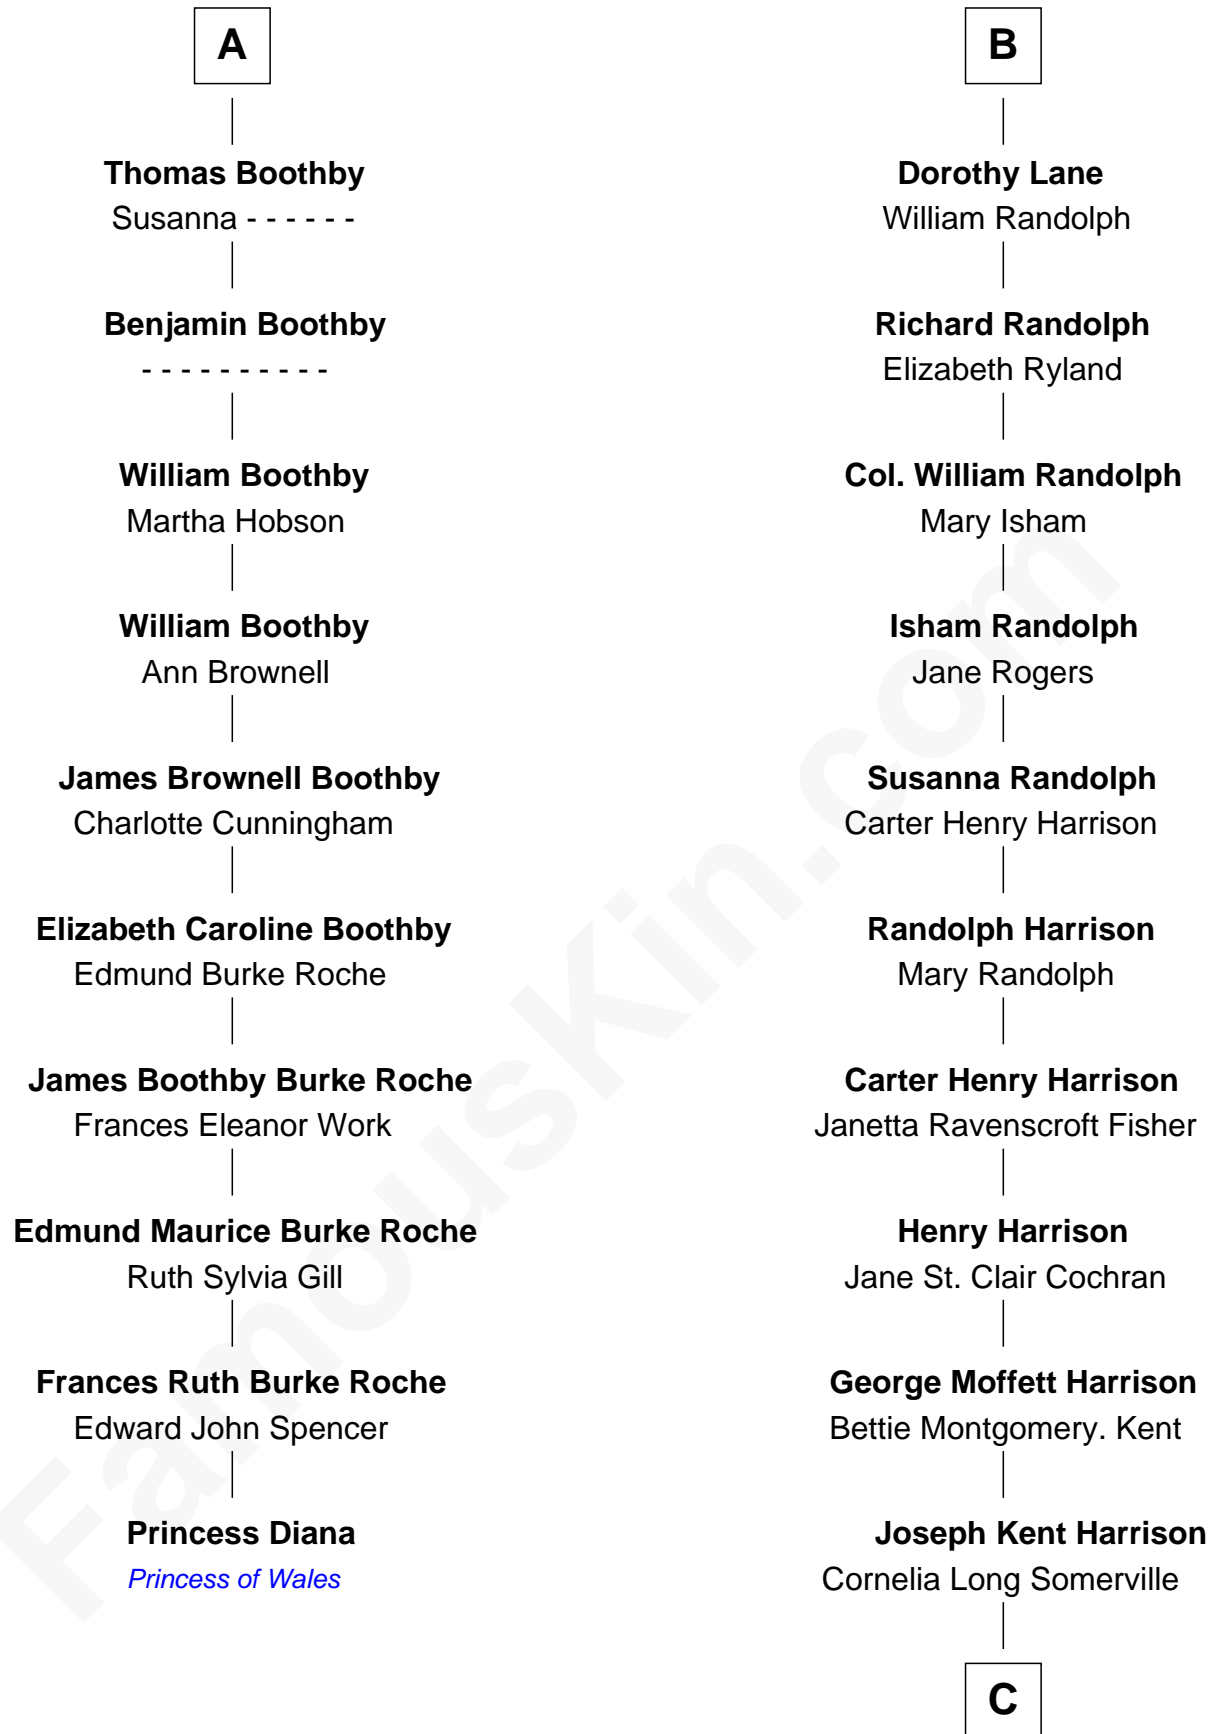 A
Thomas Boothby
Susanna - - - - - -
Benjamin Boothby
- - - - - - - - - -
William Boothby
Martha Hobson
William Boothby
Ann Brownell
James Brownell Boothby
Charlotte Cunningham
Elizabeth Caroline Boothby
Edmund Burke Roche
James Boothby Burke Roche
Frances Eleanor Work
Edmund Maurice Burke Roche
Ruth Sylvia Gill
Frances Ruth Burke Roche
Edward John Spencer
Princess Diana
Princess of Wales
B
Dorothy Lane
William Randolph
Richard Randolph
Elizabeth Ryland
Col. William Randolph
Mary Isham
Isham Randolph
Jane Rogers
Susanna Randolph
Carter Henry Harrison
Randolph Harrison
Mary Randolph
Carter Henry Harrison
Janetta Ravenscroft Fisher
Henry Harrison
Jane St. Clair Cochran
George Moffett Harrison
Bettie Montgomery. Kent
Joseph Kent Harrison
Cornelia Long Somerville
C
FamousKin.com